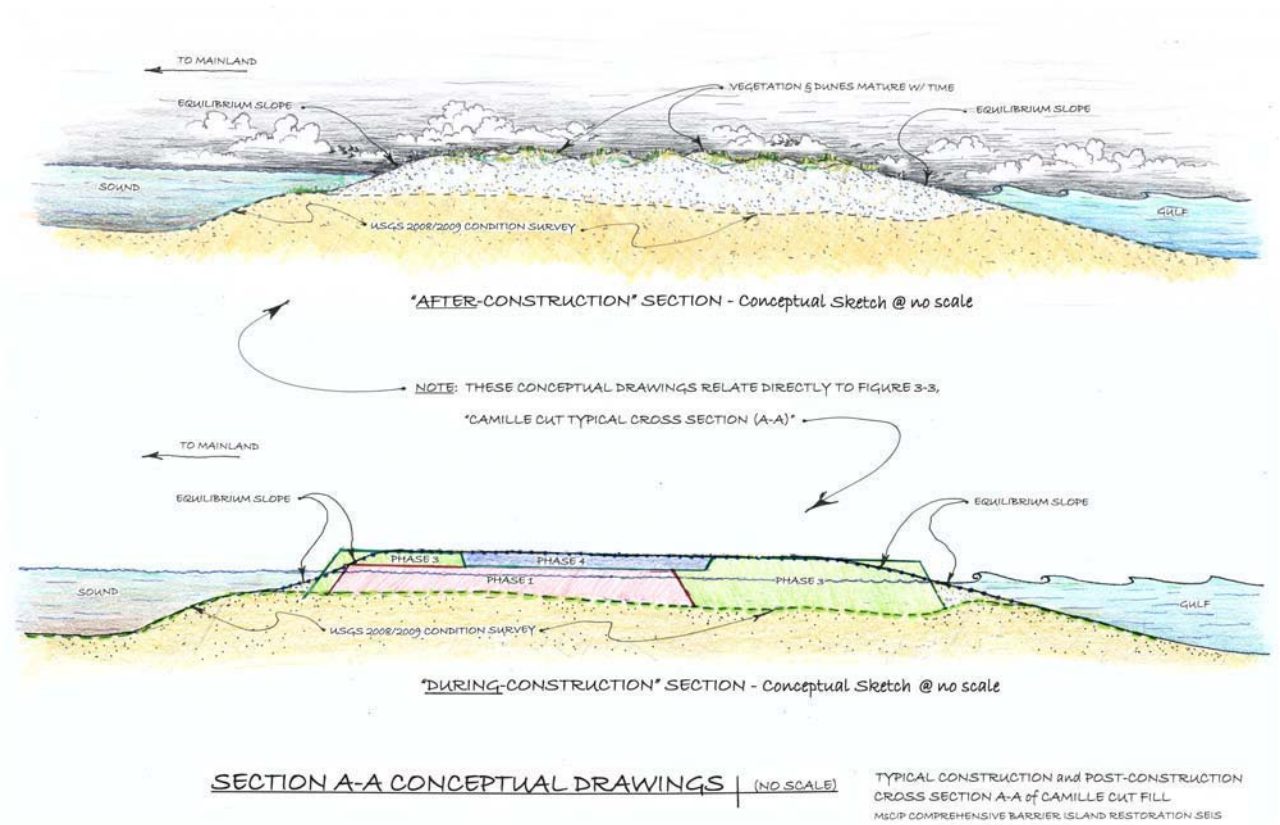 TO MAINLAND
VEGETATION & DUNES MATURE W/ TIME
EQUILIBRIUM SLOPE
EQUILIBRIUM SLOPE
SOUND
GULF
USGS 2008/2009 CONDITION SURVEY
"AFTER-CONSTRUCTION" SECTION - Conceptual Sketch @ no scale
NOTE: THESE CONCEPTUAL DRAWINGS RELATE DIRECTLY TO FIGURE 3-3,
"CAMILLE CUT TYPICAL CROSS SECTION (A-A)"
TO MAINLAND
EQUILIBRIUM SLOPE
EQUILIBRIUM SLOPE
PHASE 3
PHASE 4
PHASE 1
PHASE 3
SOUND
GULF
USGS 2008/2009 CONDITION SURVEY
"DURING-CONSTRUCTION" SECTION - Conceptual Sketch @ no scale
SECTION A-A CONCEPTUAL DRAWINGS | (NO SCALE)
TYPICAL CONSTRUCTION and POST-CONSTRUCTION
CROSS SECTION A-A of CAMILLE CUT FILL
MSCIP COMPREHENSIVE BARRIER ISLAND RESTORATION SEIS